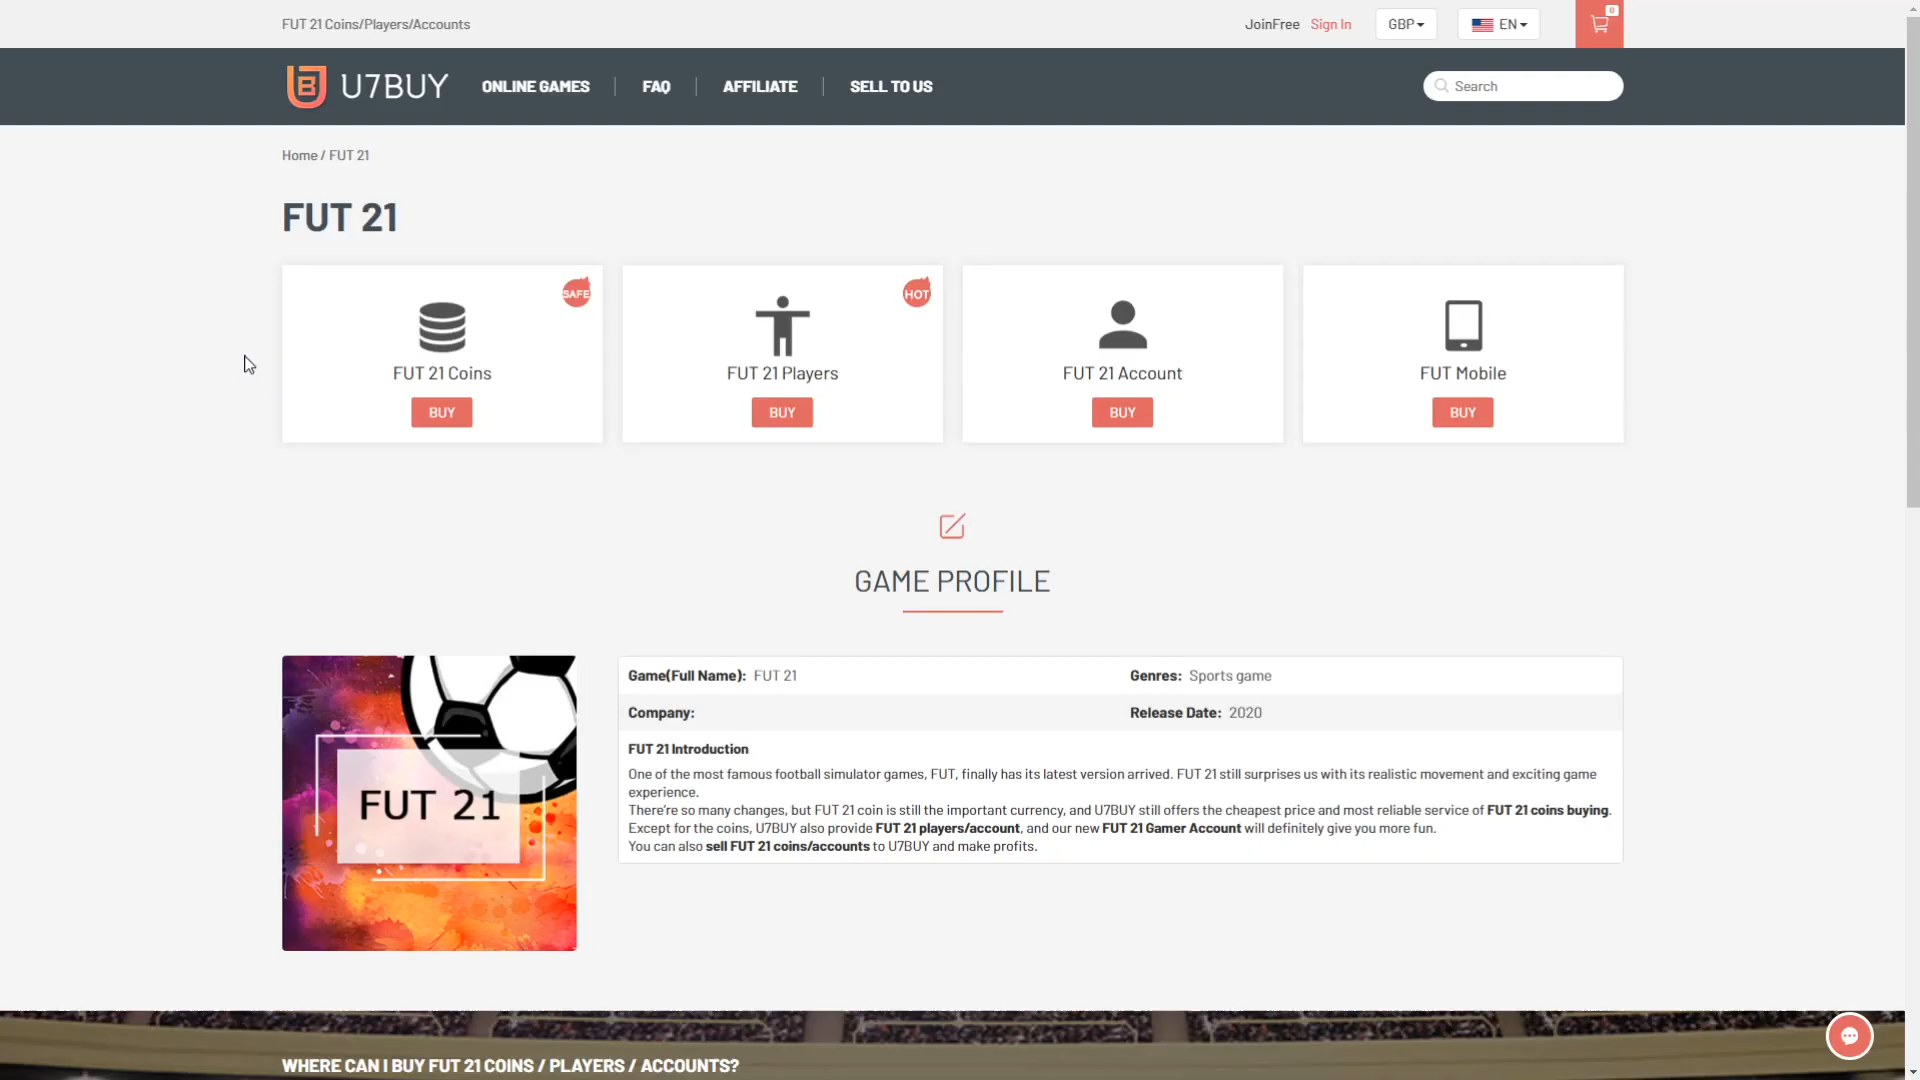 FUT 21 Coins/Players/Accounts
JoinFree Sign In GBP EN 0
U7BUY ONLINE GAMES FAQ AFFILIATE SELL TO US Search
Home / FUT 21
FUT 21
SAFE HOT
FUT 21 Coins FUT 21 Players FUT 21 Account FUT Mobile
BUY BUY BUY BUY
GAME PROFILE
Game(Full Name): FUT 21 Genres: Sports game
Company: Release Date: 2020
FUT 21 Introduction
One of the most famous football simulator games, FUT, finally has its latest version arrived. FUT 21 still surprises us with its realistic movement and exciting game
experience.
There're so many changes, but FUT 21 coin is still the important currency, and U7BUY still offers the cheapest price and most reliable service of FUT 21 coins buying.
Except for the coins, U7BUY also provide FUT 21 players/account, and our new FUT 21 Gamer Account will definitely give you more fun.
You can also sell FUT 21 coins/accounts to U7BUY and make profits.
FUT 21
WHERE CAN I BUY FUT 21 COINS / PLAYERS / ACCOUNTS?